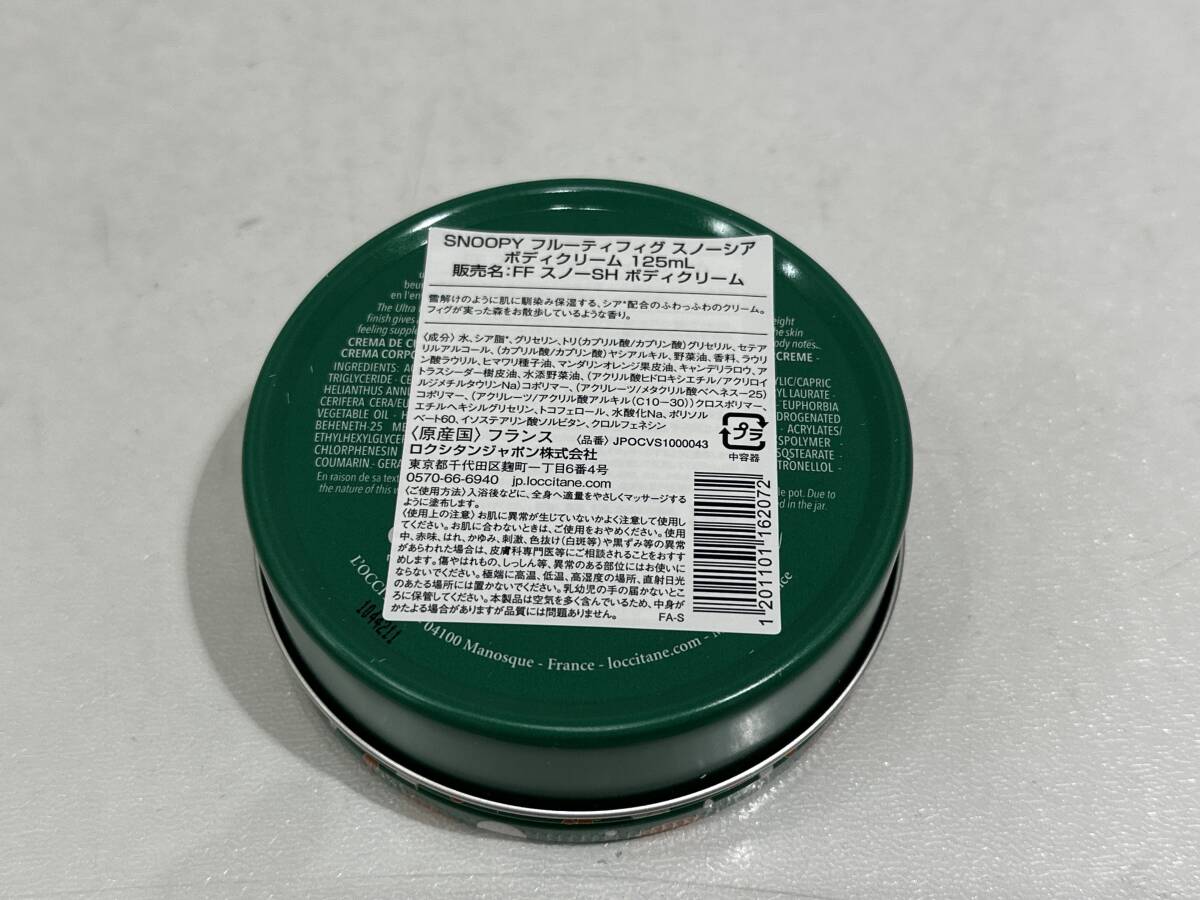 SNOOPY フルーティフィグ スノーシア
ボディクリーム 125mL
販売名:FF スノーSH ボディクリーム
雪解けのように肌に馴染み保湿する、シア*配合のふわっふわのクリーム。
フィグが実った森をお散歩しているような香り。
〈成分〉水、シア脂*、グリセリン、トリ(カプリル酸/カプリン酸)グリセリル、セテア
リルアルコール、(カプリル酸/カプリン酸)ヤシアルキル、野菜油、香料、ラウリ
ン酸ラウリル、ヒマワリ種子油、マンダリンオレンジ果皮油、キャンデリラロウ、ア
トラスシーダー樹皮油、水添野菜油、(アクリル酸ヒドロキシエチル/アクリロイ
ルジメチルタウリンNa)コポリマー、(アクリレーツ/メタクリル酸ベヘネス-25)
コポリマー、(アクリレーツ/アクリル酸アルキル(C10-30))クロスポリマー、
エチルヘキシルグリセリン、トコフェロール、水酸化Na、ポリソル
ベート60、イソステアリン酸ソルビタン、クロルフェネシン
〈原産国〉フランス 〈品番〉JPOCVS1000043
プラ
中容器
ロクシタンジャポン株式会社
東京都千代田区麹町一丁目6番4号
0570-66-6940 jp.loccitane.com
〈ご使用方法〉入浴後などに、全身へ適量をやさしくマッサージする
ように塗布します。
〈使用上の注意〉お肌に異常が生じていないかよく注意して使用し
てください。お肌に合わないときは、ご使用をおやめください。使用
中、赤味、はれ、かゆみ、刺激、色抜け(白斑等)や黒ずみ等の異常
があらわれた場合は、皮膚科専門医等にご相談されることをおすす
めします。傷やはれもの、しっしん等、異常のある部位にはお使いに
ならないでください。極端に高温、低温、高湿度の場所、直射日光
のあたる場所には置かないでください。乳幼児の手の届かないとこ
ろに保管してください。本製品は空気を多く含んでいるため、中身が
かたよる場合がありますが品質には問題ありません。
FA-S
1201101162072
en l'en
The Ultra
finish gives
feeling supple
CREMA DE
CREMA CORPO
INGREDIENTS:
TRIGLYCERIDE
HELIANTHUS
CERIFERA CERA
VEGETABLE OIL
BEHENETH-25
ETHYLHEXYLGLYCER
CHLORPHENESIN
COUMARIN
En raison de sa
the nature of this
the skin
CREME -
LIC/CAPRIC
LAURATE -
- EUPHORBIA
- ACRYLATES/
TRONELLOL -
pot. Due to
in the jar.
L'OCCI
1044211
04100 Manosque - France - loccitane.com